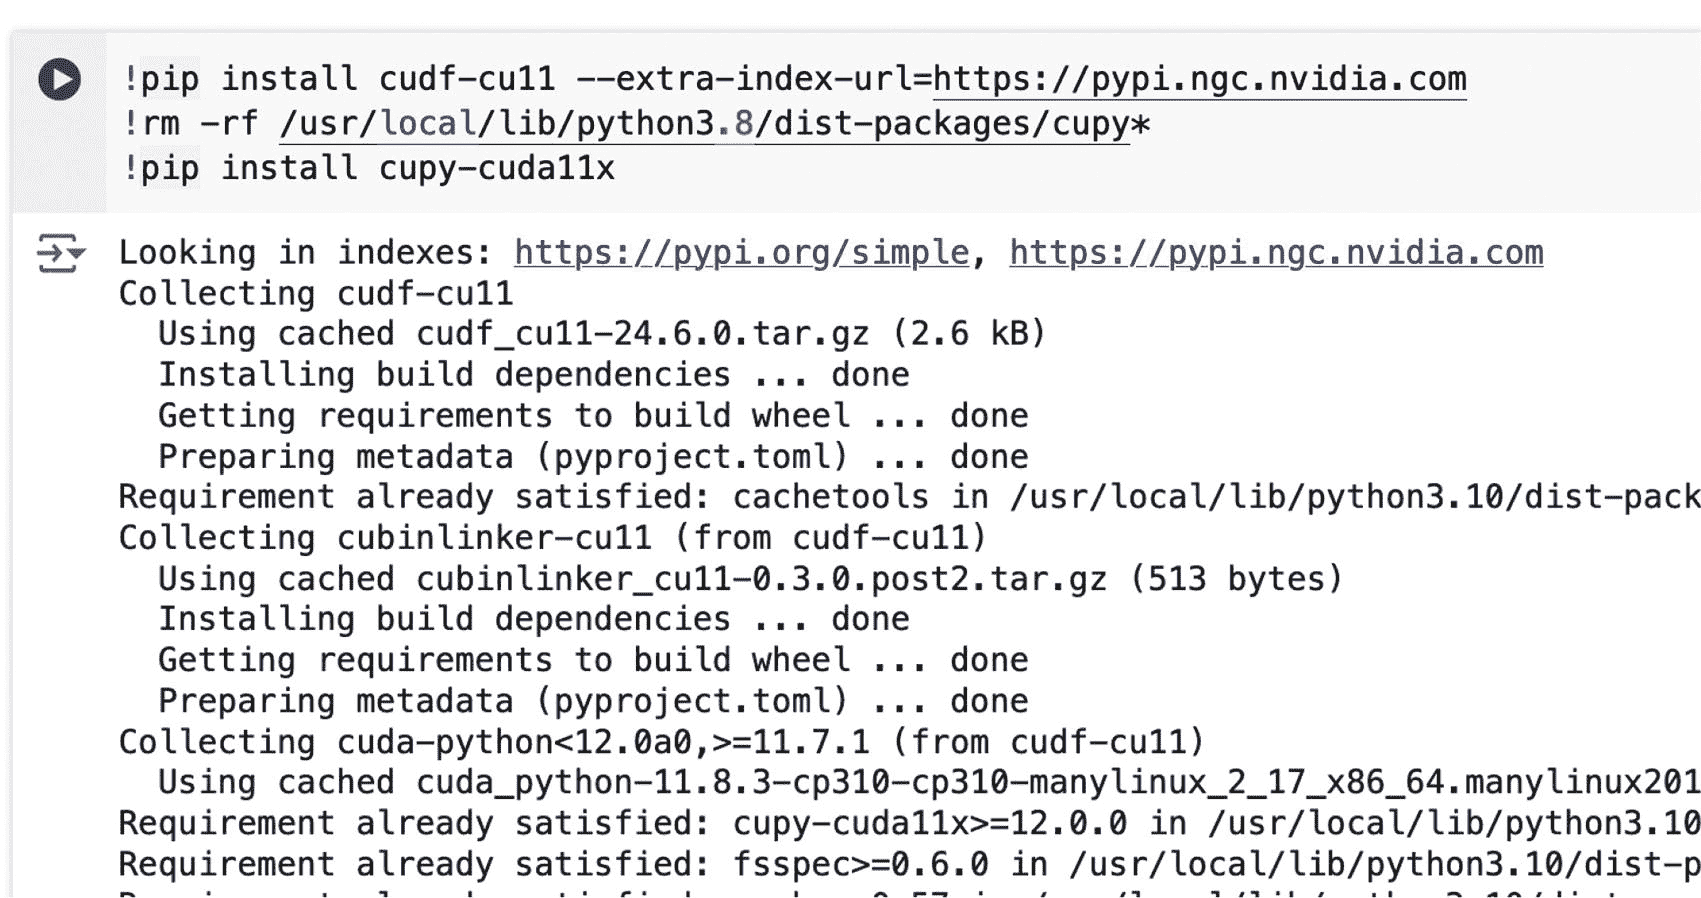 !pip install cudf-cu11 --extra-index-url=https://pypi.ngc.nvidia.com
!rm -rf /usr/local/lib/python3.8/dist-packages/cupy*
!pip install cupy-cuda11x
Looking in indexes: https://pypi.org/simple, https://pypi.ngc.nvidia.com
Collecting cudf-cu11
Using cached cudf_cu11-24.6.0.tar.gz (2.6 kB)
Installing build dependencies ... done
Getting requirements to build wheel ... done
Preparing metadata (pyproject.toml) ... done
Requirement already satisfied: cachetools in /usr/local/lib/python3.10/dist-pack
Collecting cubinlinker-cu11 (from cudf-cu11)
Using cached cubinlinker_cu11-0.3.0.post2.tar.gz (513 bytes)
Installing build dependencies ... done
Getting requirements to build wheel ... done
Preparing metadata (pyproject.toml) ... done
Collecting cuda-python<12.0a0,>=11.7.1 (from cudf-cu11)
Using cached cuda_python-11.8.3-cp310-cp310-manylinux_2_17_x86_64.manylinux201
Requirement already satisfied: cupy-cuda11x>=12.0.0 in /usr/local/lib/python3.10
Requirement already satisfied: fsspec>=0.6.0 in /usr/local/lib/python3.10/dist-p